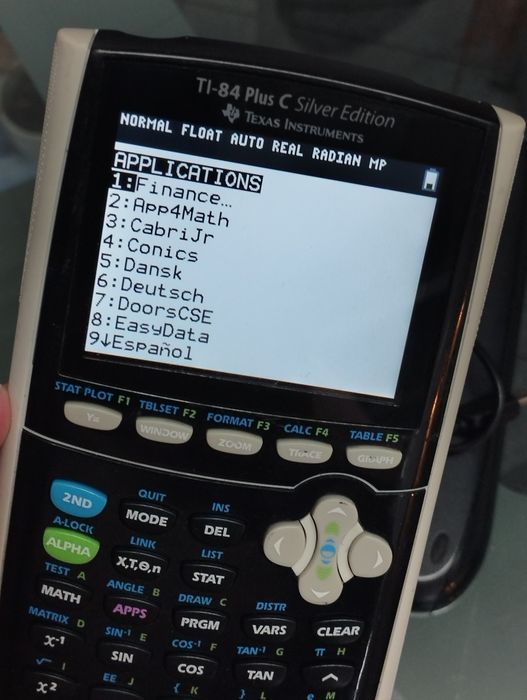 TI-84 Plus C Silver Edition
TEXAS INSTRUMENTS
NORMAL FLOAT AUTO REAL RADIAN MP
APPLICATIONS
1:Finance…
2:App4Math
3:CabriJr
4:Conics
5:Dansk
6:Deutsch
7:DoorsCSE
8:EasyData
9↓Español
STAT PLOT F1 TBLSET F2 FORMAT F3 CALC F4 TABLE F5
Y= WINDOW ZOOM TRACE GRAPH
QUIT INS
2ND MODE DEL
A-LOCK LINK LIST
ALPHA X,T,Θ,n STAT
TEST A ANGLE B DRAW C DISTR
MATH APPS PRGM VARS CLEAR
MATRIX D SIN⁻¹ E COS⁻¹ F TAN⁻¹ G π H
x⁻¹ SIN COS TAN ^
√ I EE J { K } L e M
x²